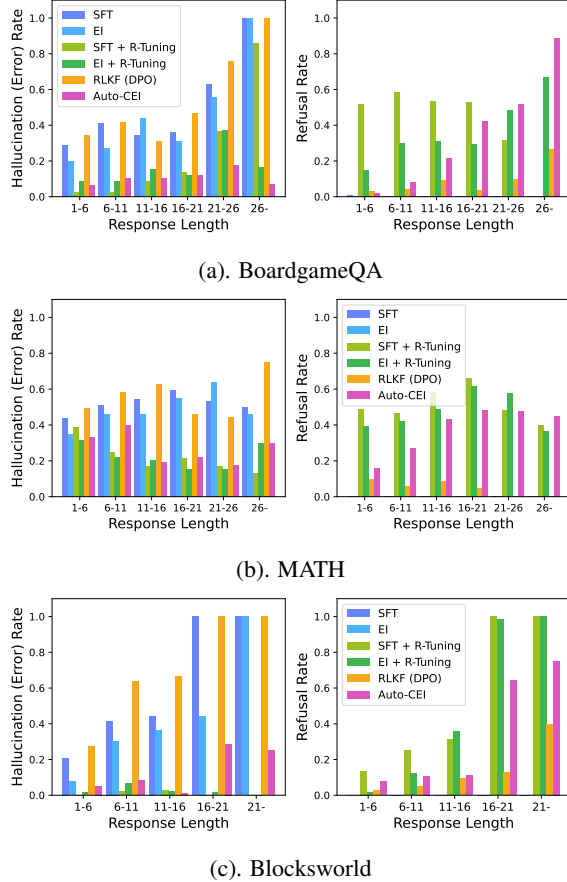 Hallucination (Error) Rate
1.0
0.8
0.6
0.4
0.2
0.0
SFT
EI
SFT + R-Tuning
EI + R-Tuning
RLKF (DPO)
Auto-CEI
1-6 6-11 11-16 16-21 21-26 26-
Response Length
Refusal Rate
1.0
0.8
0.6
0.4
0.2
0.0
1-6 6-11 11-16 16-21 21-26 26-
Response Length
(a). BoardgameQA
Hallucination (Error) Rate
1.0
0.8
0.6
0.4
0.2
0.0
1-6 6-11 11-16 16-21 21-26 26-
Response Length
Refusal Rate
1.0
0.8
0.6
0.4
0.2
0.0
SFT
EI
SFT + R-Tuning
EI + R-Tuning
RLKF (DPO)
Auto-CEI
1-6 6-11 11-16 16-21 21-26 26-
Response Length
(b). MATH
Hallucination (Error) Rate
1.0
0.8
0.6
0.4
0.2
0.0
1-6 6-11 11-16 16-21 21-
Response Length
Refusal Rate
1.0
0.8
0.6
0.4
0.2
0.0
SFT
EI
SFT + R-Tuning
EI + R-Tuning
RLKF (DPO)
Auto-CEI
1-6 6-11 11-16 16-21 21-
Response Length
(c). Blocksworld